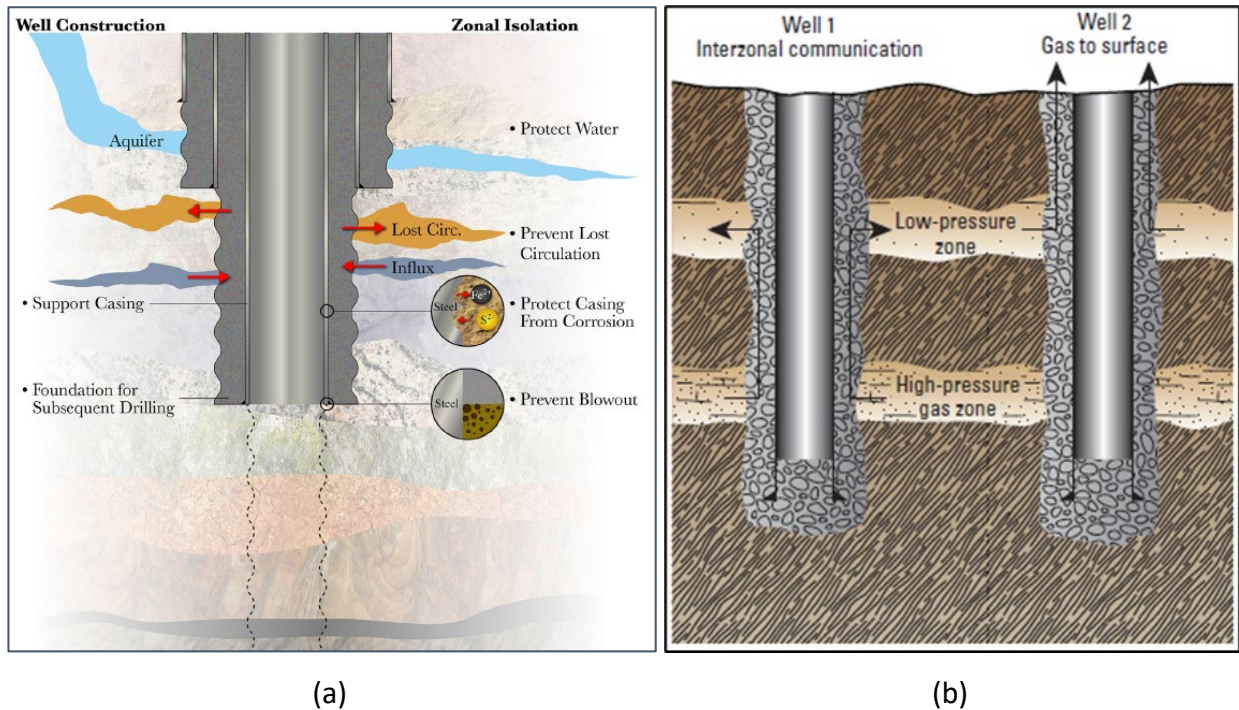 Well Construction
Zonal Isolation
Aquifer
• Protect Water
Lost Circ.
• Prevent Lost
Circulation
Influx
• Support Casing
Steel
Fe²⁺
S²⁻
• Protect Casing
From Corrosion
• Foundation for
Subsequent Drilling
Steel
• Prevent Blowout
(a)
Well 1
Interzonal communication
Well 2
Gas to surface
Low-pressure
zone
High-pressure
gas zone
(b)